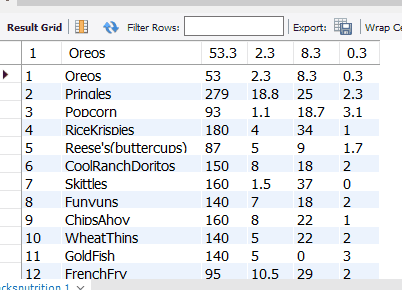 Result Grid Filter Rows: Export: Wrap Ce
1 Oreos 53.3 2.3 8.3 0.3
1 Oreos 53 2.3 8.3 0.3
2 Pringles 279 18.8 25 2.3
3 Popcorn 93 1.1 18.7 3.1
4 RiceKrispies 180 4 34 1
5 Reese's(buttercups) 87 5 9 1.7
6 CoolRanchDoritos 150 8 18 2
7 Skittles 160 1.5 37 0
8 Funyuns 140 7 18 2
9 ChipsAhoy 160 8 22 1
10 WheatThins 140 5 22 2
11 GoldFish 140 5 0 3
12 FrenchFry 95 10.5 29 2
cksnutrition 1